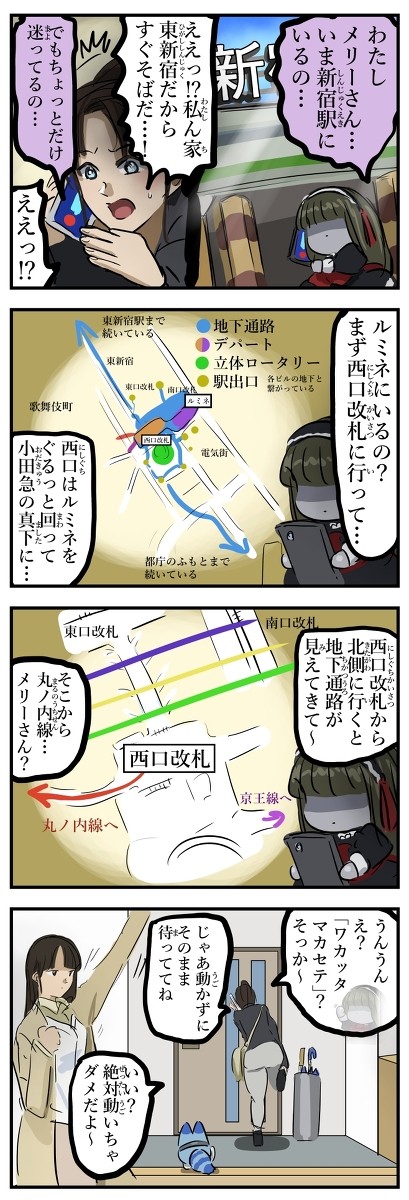 わたし
メリーさん…
いま新宿駅に
いるの…
新宿
ええっ!?私ん家
東新宿だから
すぐそばだ…!
でもちょっとだけ
迷ってるの…
ええっ!?
ルミネにいるの?
まず西口改札に行って…
東新宿駅まで
続いている
地下通路
デパート
立体ロータリー
駅出口
各ビルの地下と
繋がっている
東新宿
東口改札
南口改札
ルミネ
歌舞伎町
西口改札
電気街
都庁のふもとまで
続いている
西口はルミネを
ぐるっと回って
小田急の真下に…
西口改札から
北側に行くと
地下通路が
見えてきて〜
東口改札
南口改札
西口改札
丸ノ内線へ
京王線へ
そこから
丸ノ内線…
メリーさん?
うんうん
え?
「ワカッタ
マカセテ」?
そっか〜
じゃあ動かずに
そのまま
待っててね
いい?
絶対動いちゃ
ダメだよ〜